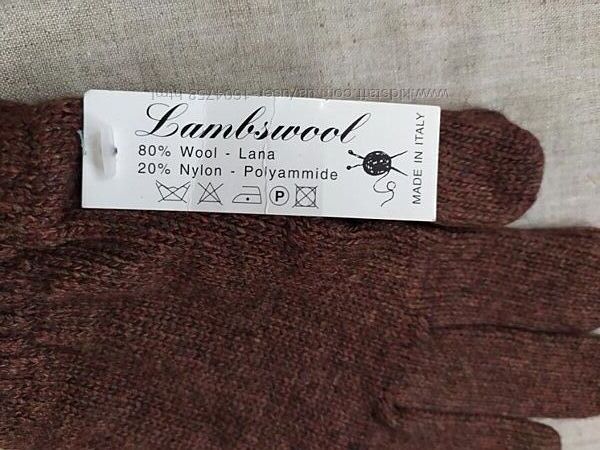 Lambswool
80% Wool - Lana
20% Nylon - Polyammide
P
MADE IN ITALY